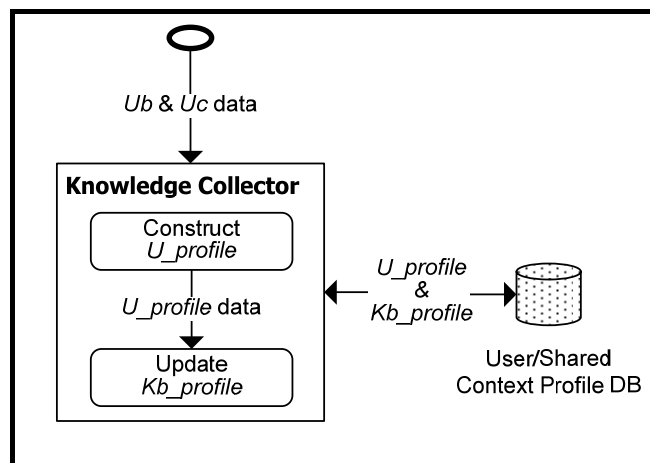 Ub & Uc data
Knowledge Collector
Construct
U_profile
U_profile data
Update
Kb_profile
U_profile
&
Kb_profile
User/Shared
Context Profile DB